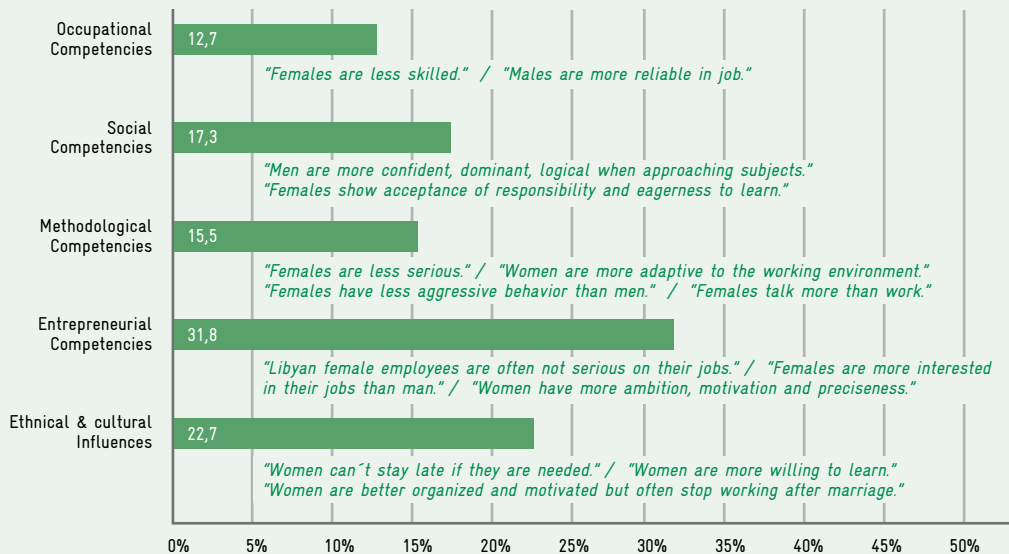 Occupational
Competencies
12,7
"Females are less skilled." / "Males are more reliable in job."
Social
Competencies
17,3
"Men are more confident, dominant, logical when approaching subjects."
"Females show acceptance of responsibility and eagerness to learn."
Methodological
Competencies
15,5
"Females are less serious." / "Women are more adaptive to the working environment."
"Females have less aggressive behavior than men." / "Females talk more than work."
Entrepreneurial
Competencies
31,8
"Libyan female employees are often not serious on their jobs." / "Females are more interested
in their jobs than man." / "Women have more ambition, motivation and preciseness."
Ethnical & cultural
Influences
22,7
"Women can´t stay late if they are needed." / "Women are more willing to learn."
"Women are better organized and motivated but often stop working after marriage."
0% 5% 10% 15% 20% 25% 30% 35% 40% 45% 50%